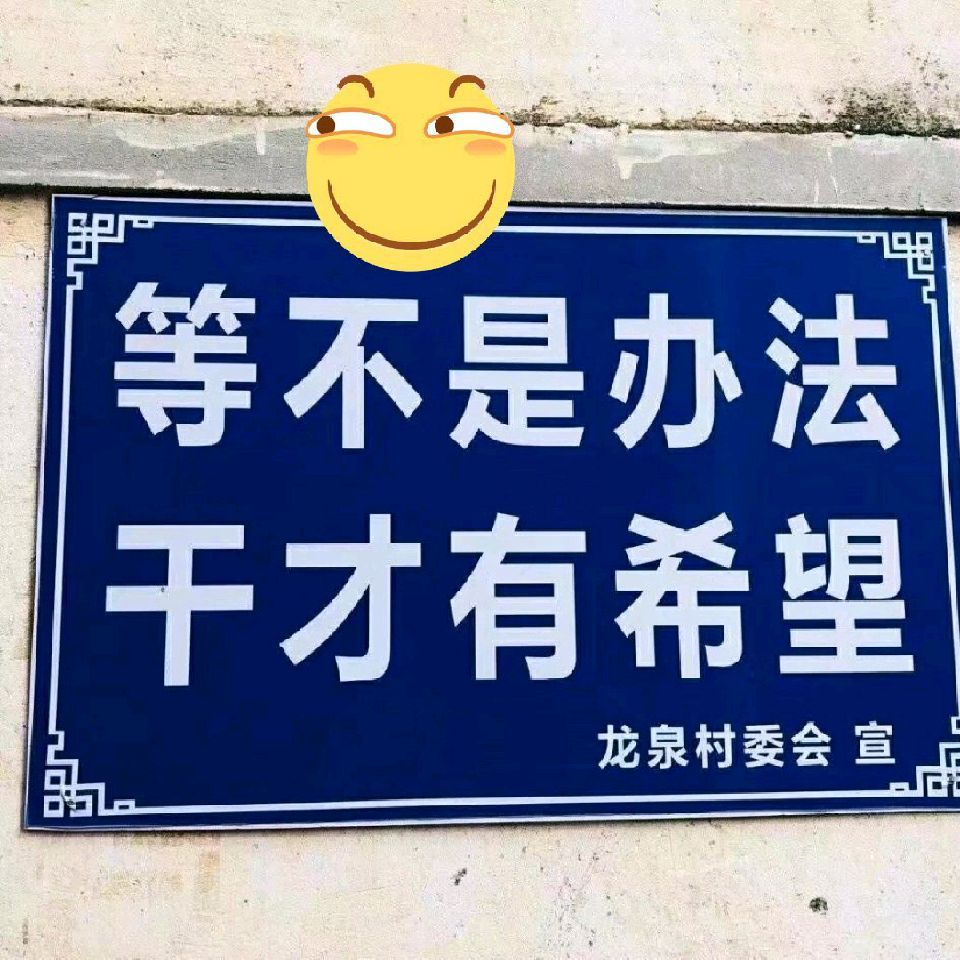 等不是办法
干才有希望
龙泉村委会 宣